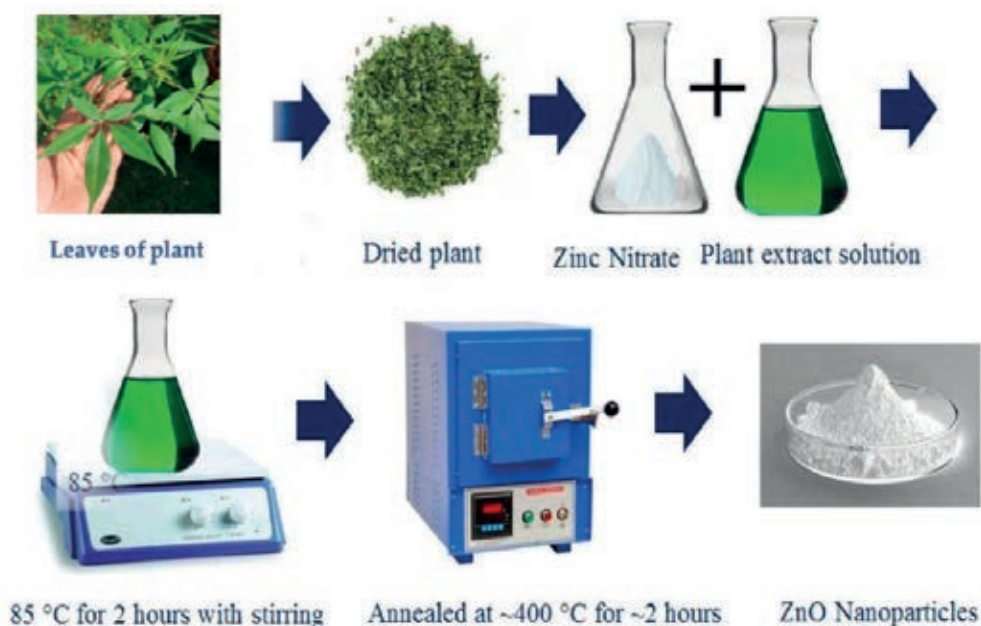 Leaves of plant
Dried plant
Zinc Nitrate
Plant extract solution
85 °C
85 °C for 2 hours with stirring
Annealed at ~400 °C for ~2 hours
ZnO Nanoparticles